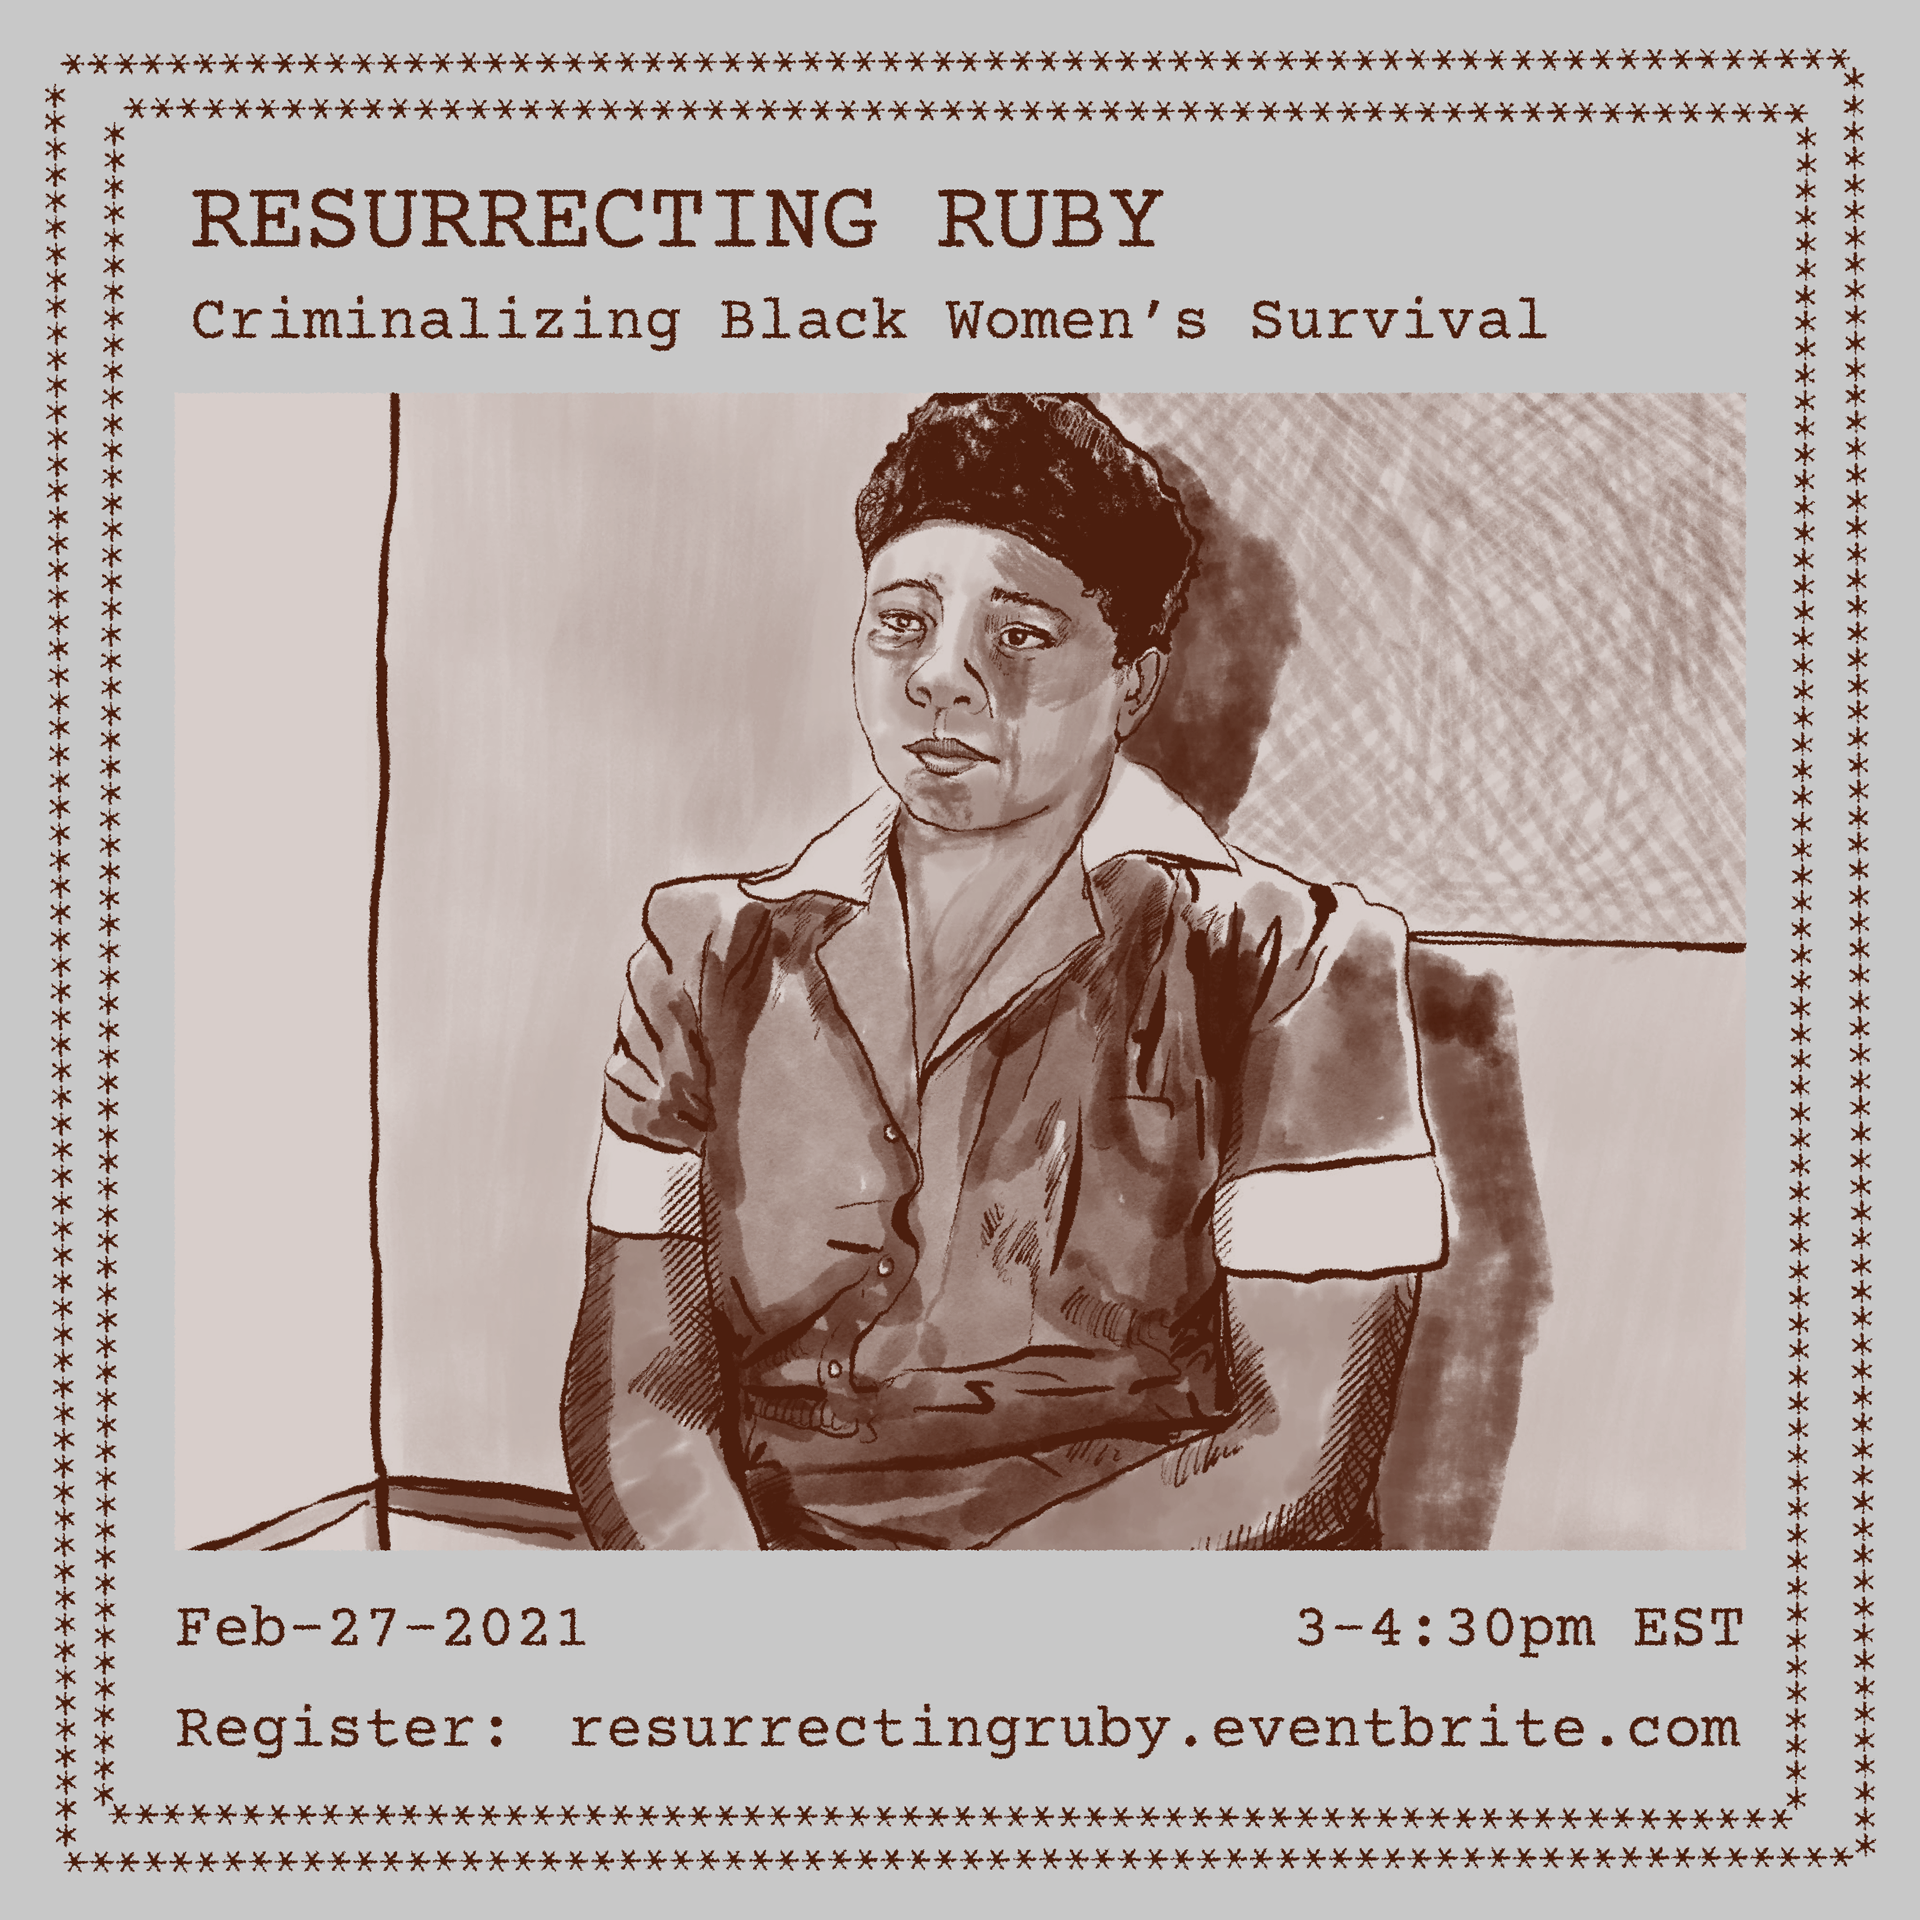 RESURRECTING RUBY
Criminalizing Black Women's Survival
Feb-27-2021 3-4:30pm EST
Register: resurrectingruby.eventbrite.com